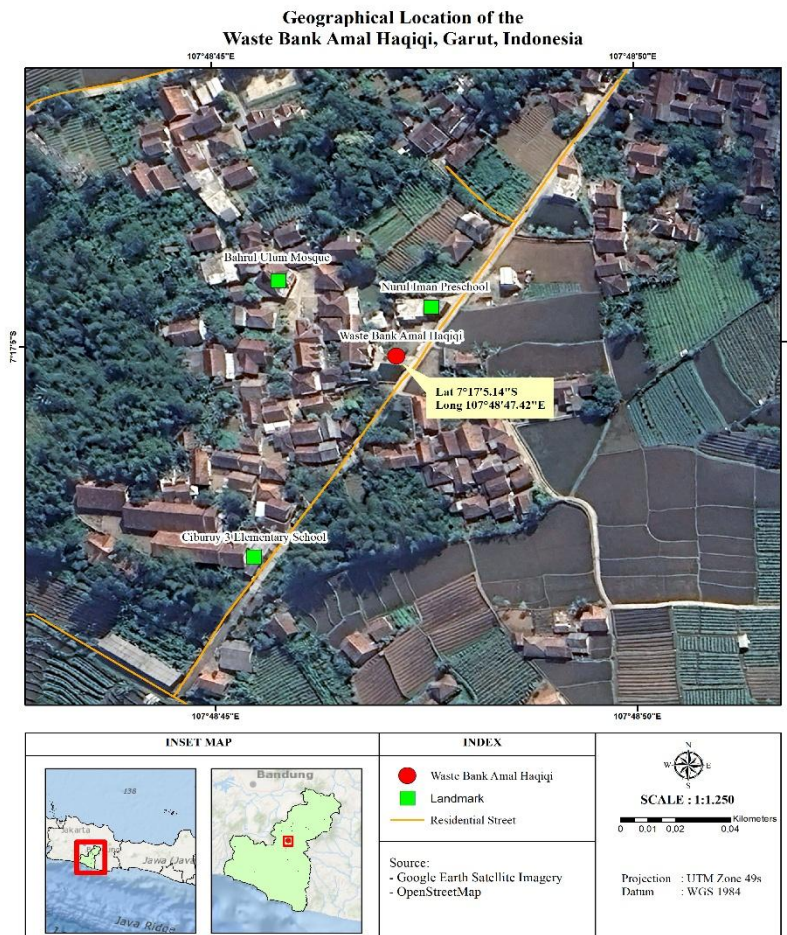 Geographical Location of the
Waste Bank Amal Haqiqi, Garut, Indonesia
107°48'45"E
107°48'50"E
Bahrul Ulum Mosque
Nurul Iman Preschool
Waste Bank Amal Haqiqi
7°17'5"S
Lat 7°17'5.14"S
Long 107°48'47.42"E
Ciburuy 3 Elementary School
107°48'45"E
107°48'50"E
INSET MAP
Jakarta
Jawa (Java
Java Ridge
Bandung
INDEX
Waste Bank Amal Haqiqi
Landmark
Residential Street
Source:
- Google Earth Satellite Imagery
- OpenStreetMap
N
W
E
S
SCALE : 1:1.250
Kilometers
0 0,01 0,02 0,04
Projection : UTM Zone 49s
Datum : WGS 1984